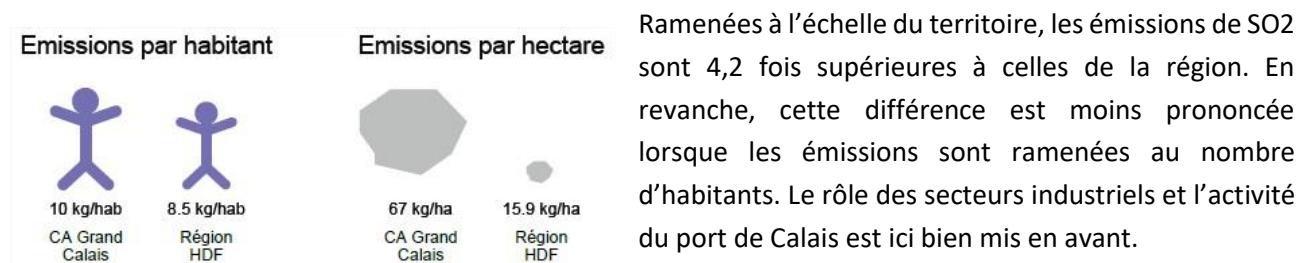 Emissions par habitant
10 kg/hab
CA Grand
Calais
8.5 kg/hab
Région
HDF
Emissions par hectare
67 kg/ha
CA Grand
Calais
15.9 kg/ha
Région
HDF
Ramenées à l’échelle du territoire, les émissions de SO2
sont 4,2 fois supérieures à celles de la région. En
revanche, cette différence est moins prononcée
lorsque les émissions sont ramenées au nombre
d’habitants. Le rôle des secteurs industriels et l’activité
du port de Calais est ici bien mis en avant.